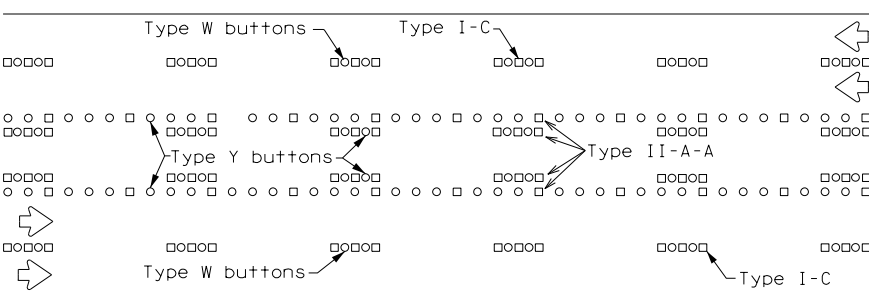 Type W buttons
Type I-C
Type Y buttons
Type II-A-A
Type W buttons
Type I-C